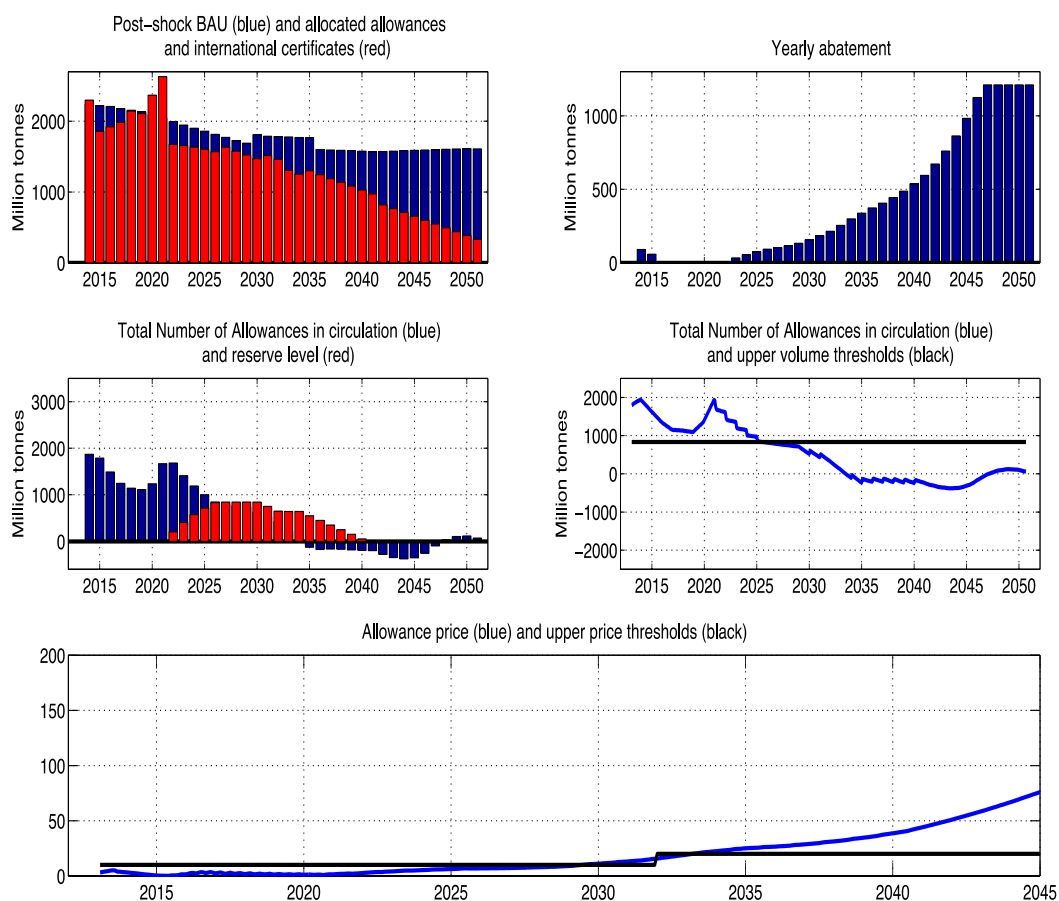 Post−shock BAU (blue) and allocated allowances
and international certificates (red)
Million tonnes
2000
1000
0
2015 2020 2025 2030 2035 2040 2045 2050
Yearly abatement
Million tonnes
1000
500
0
2015 2020 2025 2030 2035 2040 2045 2050
Total Number of Allowances in circulation (blue)
and reserve level (red)
Million tonnes
3000
2000
1000
0
2015 2020 2025 2030 2035 2040 2045 2050
Total Number of Allowances in circulation (blue)
and upper volume thresholds (black)
Million tonnes
2000
1000
0
−1000
−2000
2015 2020 2025 2030 2035 2040 2045 2050
Allowance price (blue) and upper price thresholds (black)
200
150
100
50
0
2015 2020 2025 2030 2035 2040 2045